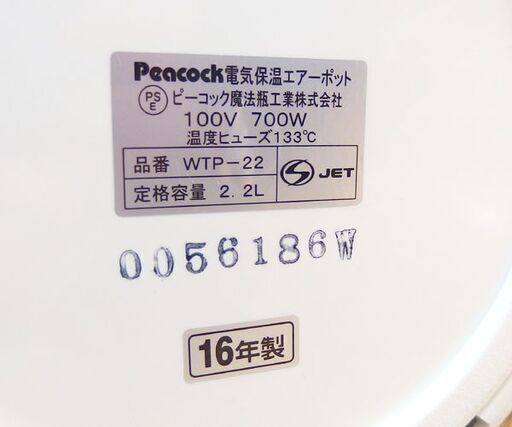 Peacock電気保温エアーポット
PS E ピーコック魔法瓶工業株式会社
100V 700W
温度ヒューズ133℃
品番 WTP-22
定格容量 2.2L
S JET
0056186W
16年製